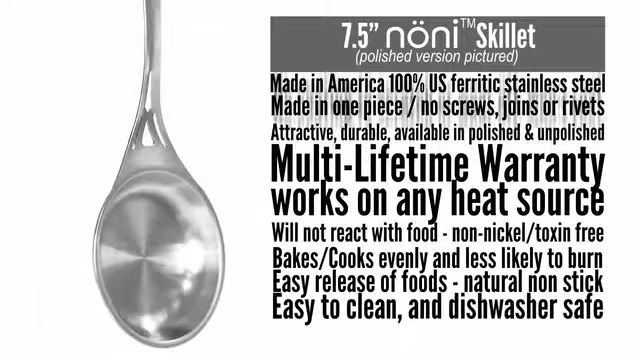 7.5” nöni™ Skillet
(polished version pictured)
Made in America 100% US ferritic stainless steel
Made in one piece / no screws, joins or rivets
Attractive, durable, available in polished & unpolished
Multi-Lifetime Warranty
works on any heat source
Will not react with food - non-nickel/toxin free
Bakes/Cooks evenly and less likely to burn
Easy release of foods - natural non stick
Easy to clean, and dishwasher safe